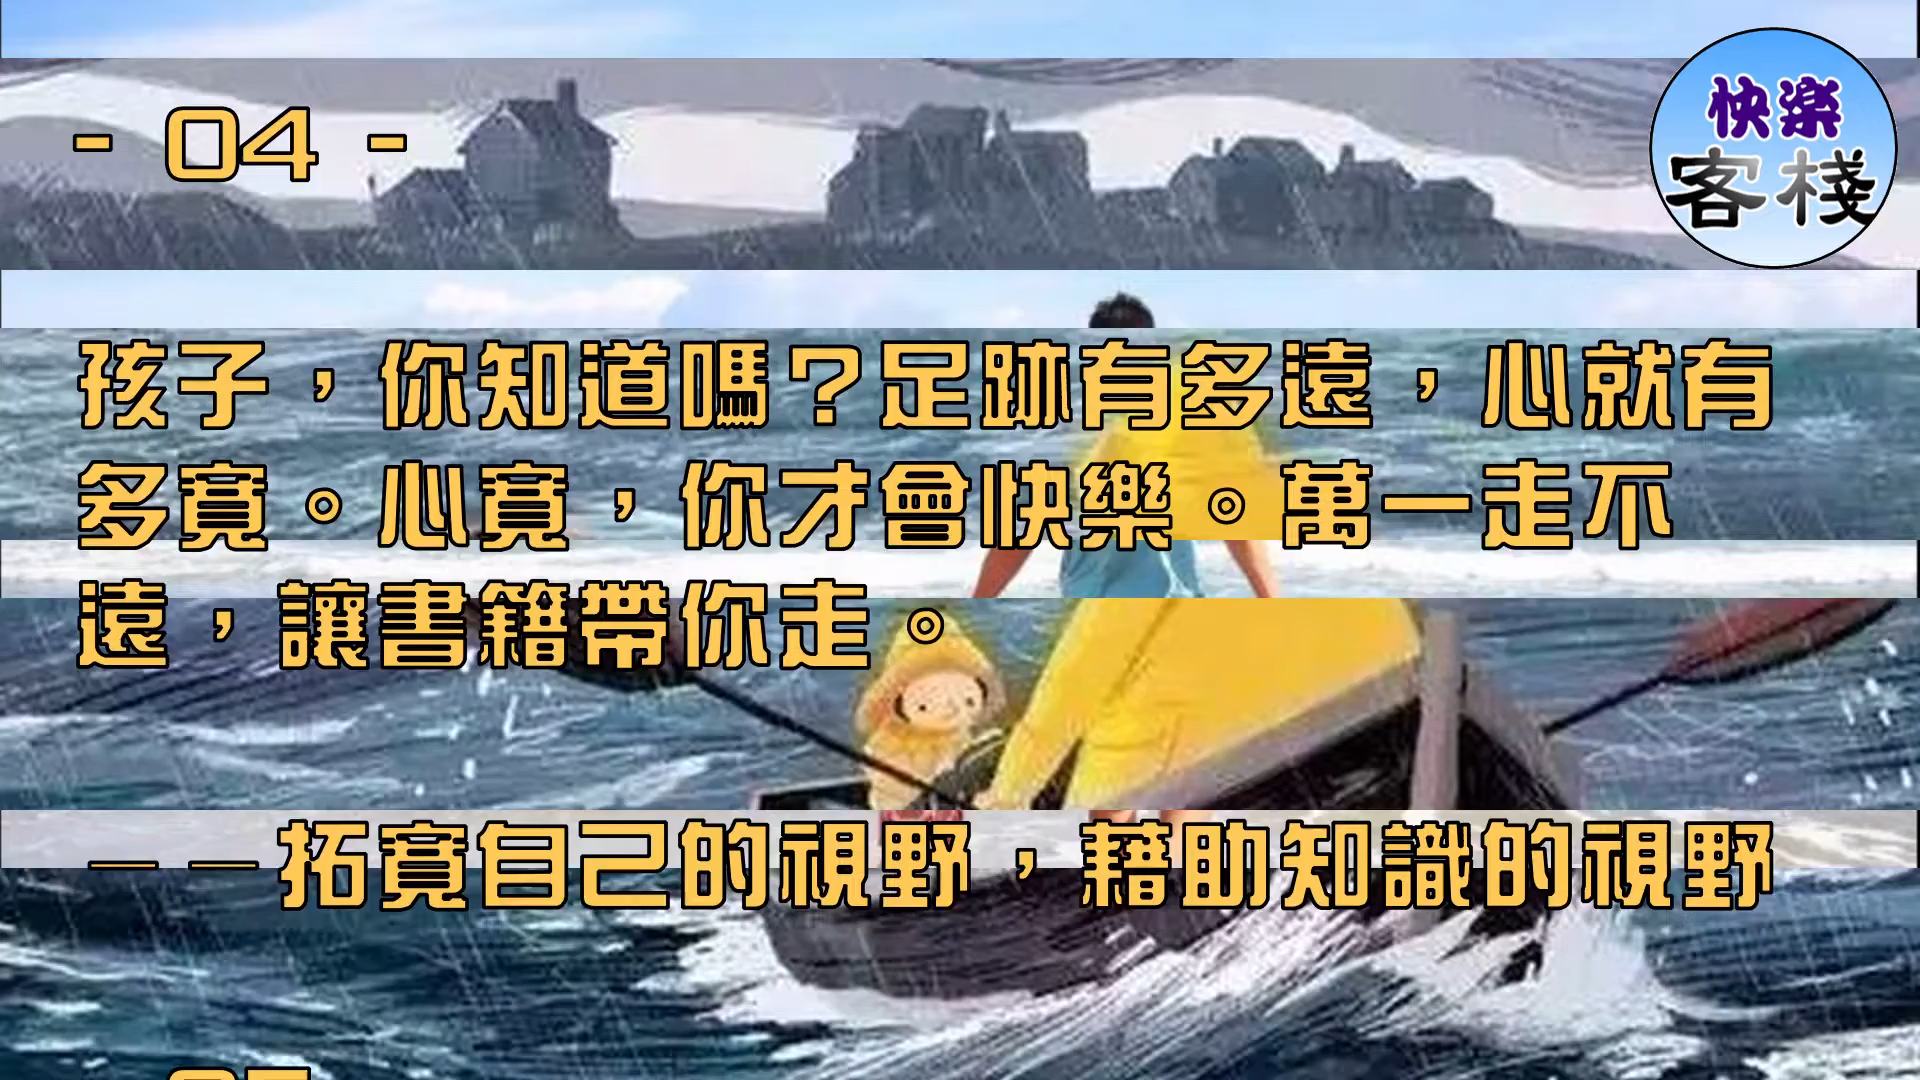 - 04 -
快樂
客棧
孩子，你知道嗎？足跡有多遠，心就有
多寬。心寬，你才會快樂。萬一走不
遠，讓書籍帶你走。
——拓寬自己的視野，藉助知識的視野